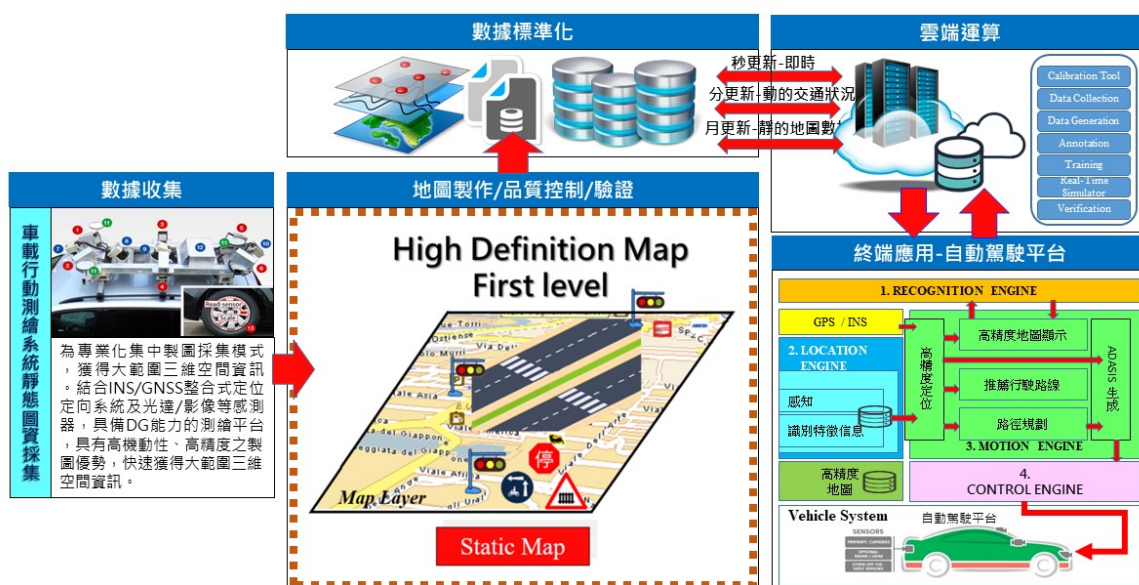 數據標準化
秒更新-即時
分更新-動的交通狀況
月更新-靜的地圖數
雲端運算
Calibration Tool
Data Collection
Data Generation
Annotation
Training
Real-Time
Simulator
Verification
數據收集
車載行動測繪系統靜態圖資採集
Read-sensor
Scale
為專業化集中製圖採集模式
，獲得大範圍三維空間資訊
。結合INS/GNSS整合式定位
定向系統及光達/影像等感測
器，具備DG能力的測繪平台
，具有高機動性、高精度之製
圖優勢，快速獲得大範圍三維
空間資訊。
地圖製作/品質控制/驗證
High Definition Map
First level
停
Map Layer
Static Map
終端應用-自動駕駛平台
1. RECOGNITION ENGINE
GPS / INS
2. LOCATION
ENGINE
感知
識別特徵信息
高精度定位
高精度地圖顯示
推薦行駛路線
路徑規劃
ADASIS 生成
3. MOTION ENGINE
高精度
地圖
4.
CONTROL ENGINE
Vehicle System
自動駕駛平台
SENSORS
PRIMARY: CAMERAS